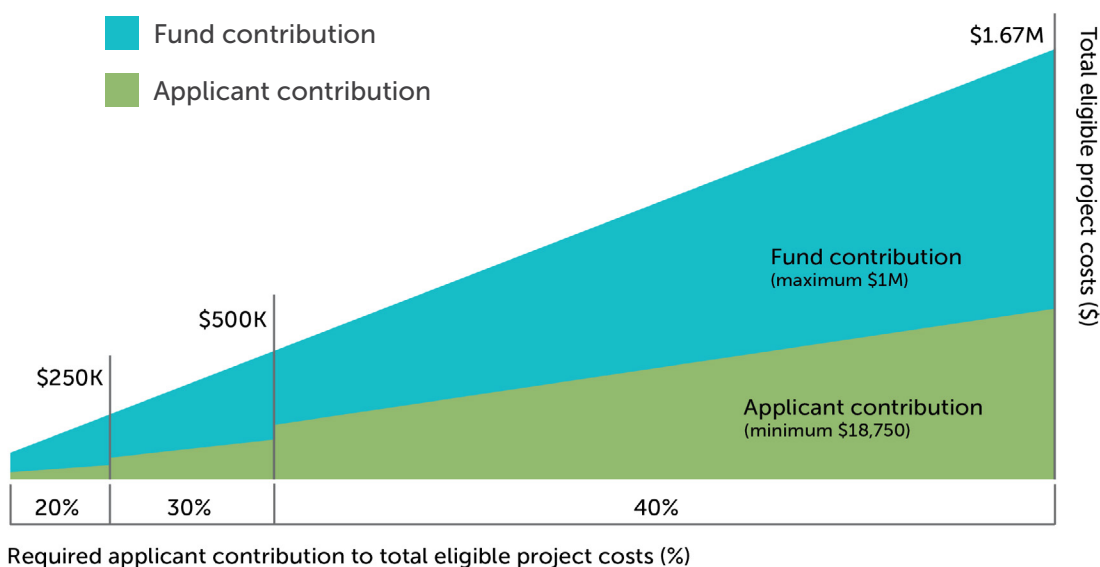 Fund contribution
Applicant contribution
$1.67M
Total eligible project costs ($)
$500K
$250K
Fund contribution
(maximum $1M)
Applicant contribution
(minimum $18,750)
20%
30%
40%
Required applicant contribution to total eligible project costs (%)